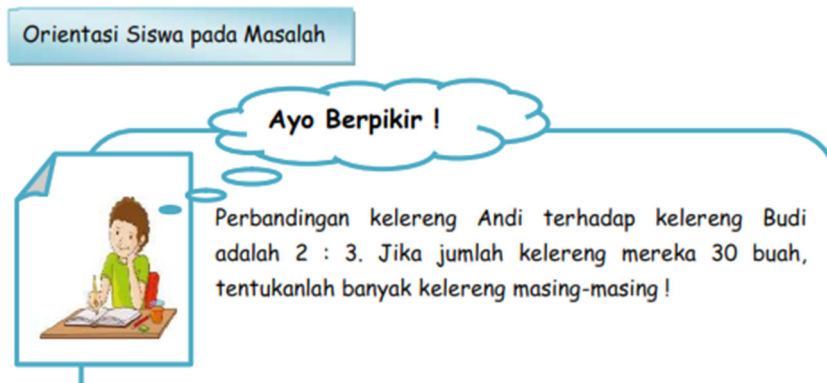 Orientasi Siswa pada Masalah
Ayo Berpikir !
Perbandingan kelereng Andi terhadap kelereng Budi
adalah 2 : 3. Jika jumlah kelereng mereka 30 buah,
tentukanlah banyak kelereng masing-masing !